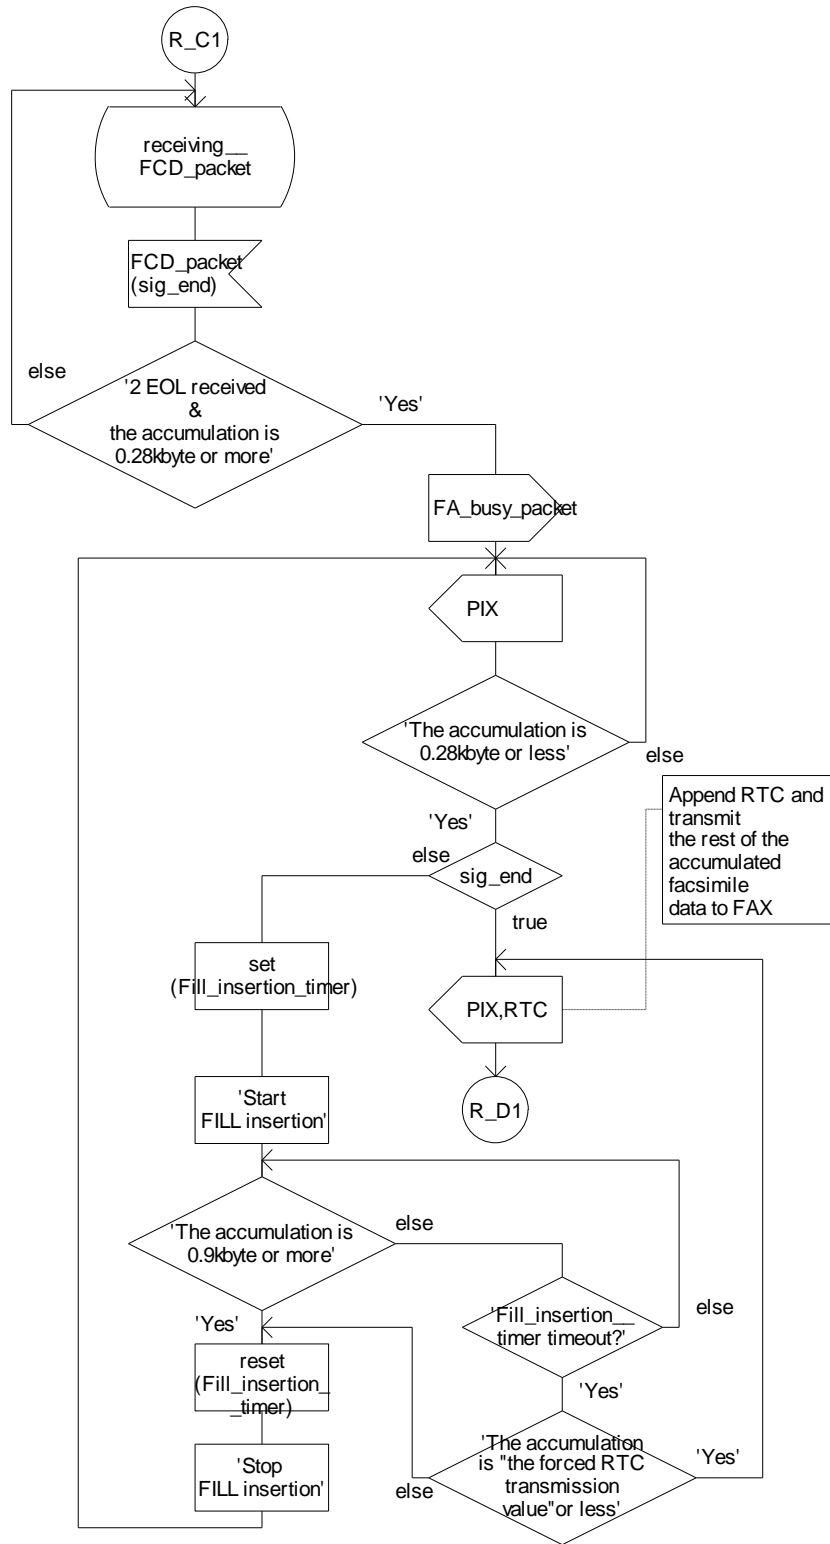 R_C1
receiving__
FCD_packet
FCD_packet
(sig_end)
else
'2 EOL received
&
the accumulation is
0.28kbyte or more'
'Yes'
FA_busy_packet
PIX
'The accumulation is
0.28kbyte or less'
else
'Yes'
Append RTC and
transmit
the rest of the
accumulated
facsimile
data to FAX
else
sig_end
true
set
(Fill_insertion_timer)
PIX,RTC
'Start
FILL insertion'
R_D1
'The accumulation is
0.9kbyte or more'
else
'Fill_insertion__
timer timeout?'
else
'Yes'
reset
(Fill_insertion_
_timer)
'Yes'
'The accumulation
is "the forced RTC
transmission
value"or less'
'Yes'
else
'Stop
FILL insertion'